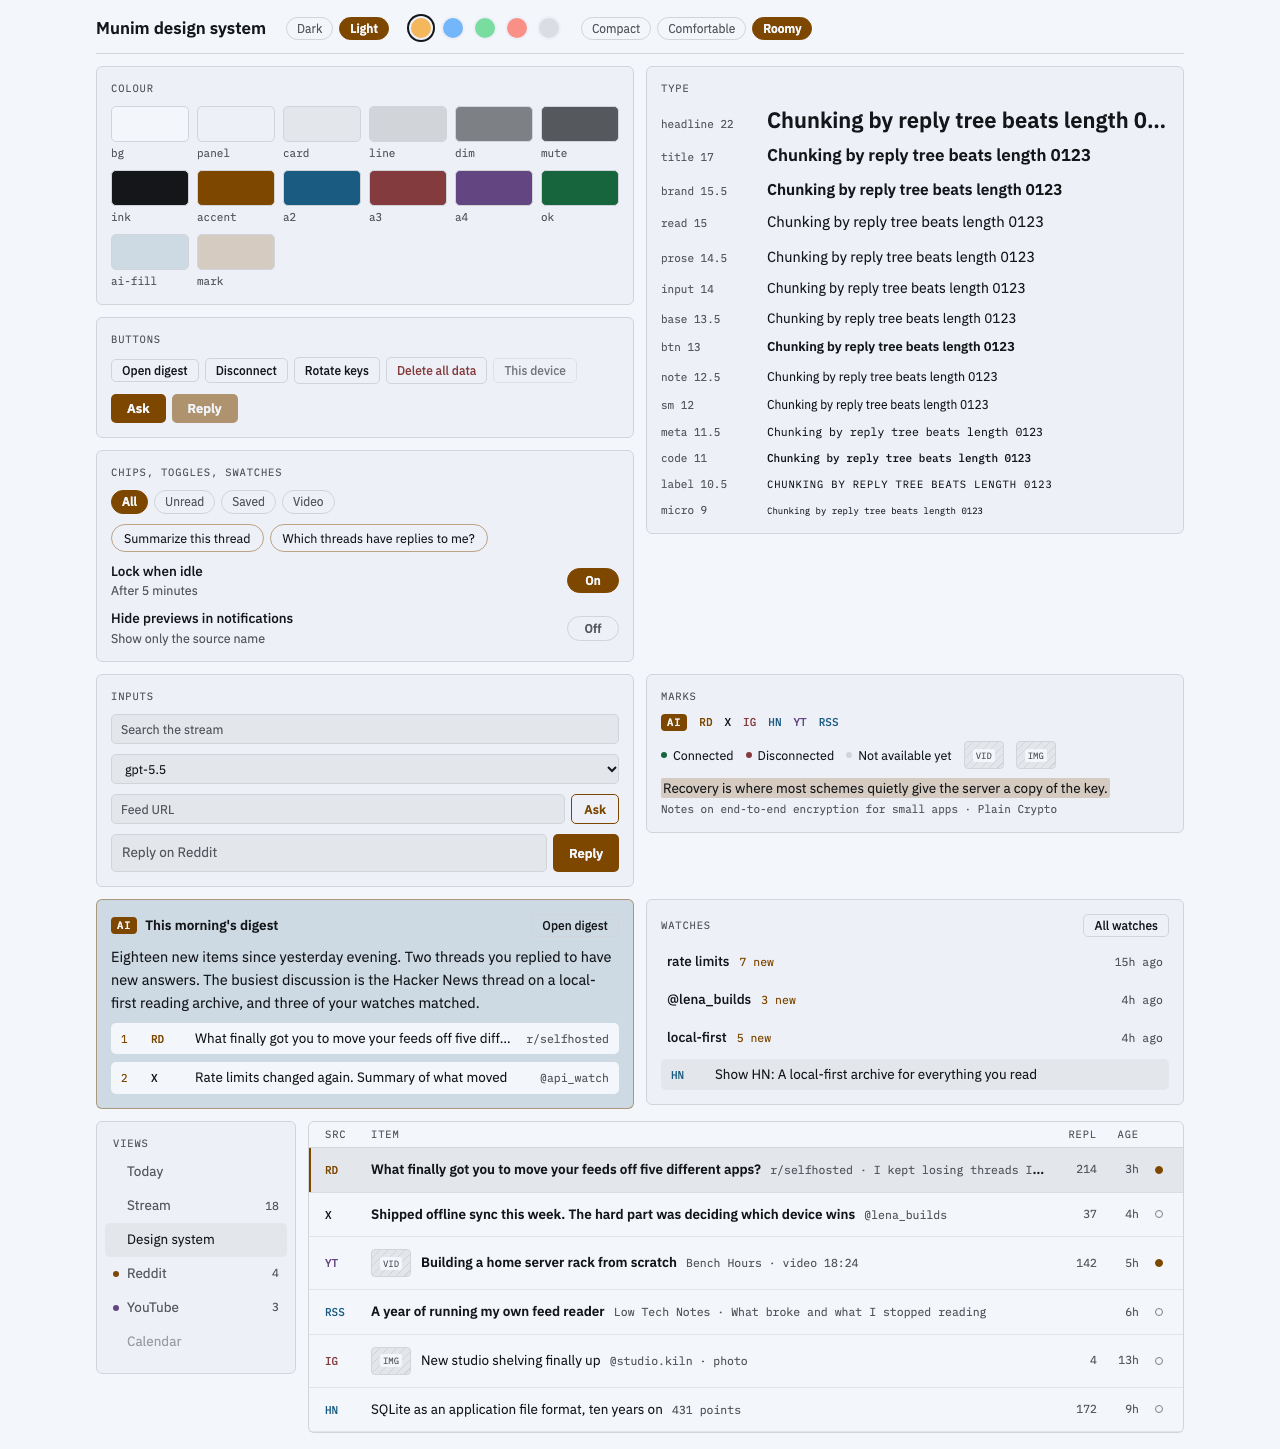 Munim design system
Dark
Light
Compact
Comfortable
Roomy
COLOUR
bg
panel
card
line
dim
mute
ink
accent
a2
a3
a4
ok
ai-fill
mark
TYPE
headline 22 Chunking by reply tree beats length 0...
title 17 Chunking by reply tree beats length 0123
brand 15.5 Chunking by reply tree beats length 0123
read 15 Chunking by reply tree beats length 0123
prose 14.5 Chunking by reply tree beats length 0123
input 14 Chunking by reply tree beats length 0123
base 13.5 Chunking by reply tree beats length 0123
btn 13 Chunking by reply tree beats length 0123
note 12.5 Chunking by reply tree beats length 0123
sm 12 Chunking by reply tree beats length 0123
meta 11.5 Chunking by reply tree beats length 0123
code 11 Chunking by reply tree beats length 0123
label 10.5 CHUNKING BY REPLY TREE BEATS LENGTH 0123
micro 9 Chunking by reply tree beats length 0123
BUTTONS
Open digest
Disconnect
Rotate keys
Delete all data
This device
Ask
Reply
CHIPS, TOGGLES, SWATCHES
All
Unread
Saved
Video
Summarize this thread
Which threads have replies to me?
Lock when idle
After 5 minutes
On
Hide previews in notifications
Show only the source name
Off
INPUTS
Search the stream
gpt-5.5
Feed URL
Ask
Reply on Reddit
Reply
MARKS
AI RD X IG HN YT RSS
Connected
Disconnected
Not available yet
VID
IMG
Recovery is where most schemes quietly give the server a copy of the key.
Notes on end-to-end encryption for small apps · Plain Crypto
AI This morning's digest
Open digest
Eighteen new items since yesterday evening. Two threads you replied to have
new answers. The busiest discussion is the Hacker News thread on a local-
first reading archive, and three of your watches matched.
1 RD What finally got you to move your feeds off five diff... r/selfhosted
2 X Rate limits changed again. Summary of what moved @api_watch
WATCHES
All watches
rate limits 7 new 15h ago
@lena_builds 3 new 4h ago
local-first 5 new 4h ago
HN Show HN: A local-first archive for everything you read
VIEWS
Today
Stream 18
Design system
Reddit 4
YouTube 3
Calendar
SRC ITEM REPL AGE
RD What finally got you to move your feeds off five different apps? r/selfhosted · I kept losing threads I... 214 3h
X Shipped offline sync this week. The hard part was deciding which device wins @lena_builds 37 4h
YT VID Building a home server rack from scratch Bench Hours · video 18:24 142 5h
RSS A year of running my own feed reader Low Tech Notes · What broke and what I stopped reading 6h
IG IMG New studio shelving finally up @studio.kiln · photo 4 13h
HN SQLite as an application file format, ten years on 431 points 172 9h